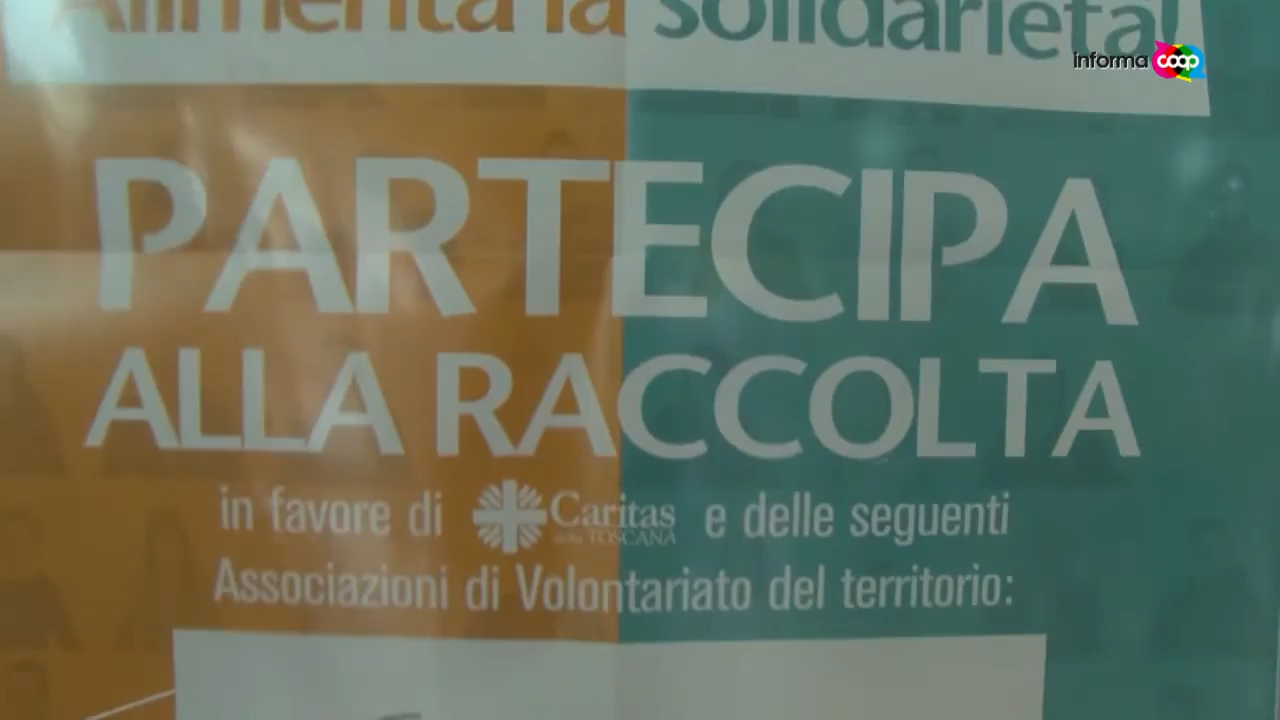 Alimenta la solidarietà!
informa coop
PARTECIPA
ALLA RACCOLTA
in favore di Caritas della TOSCANA e delle seguenti
Associazioni di Volontariato del territorio: